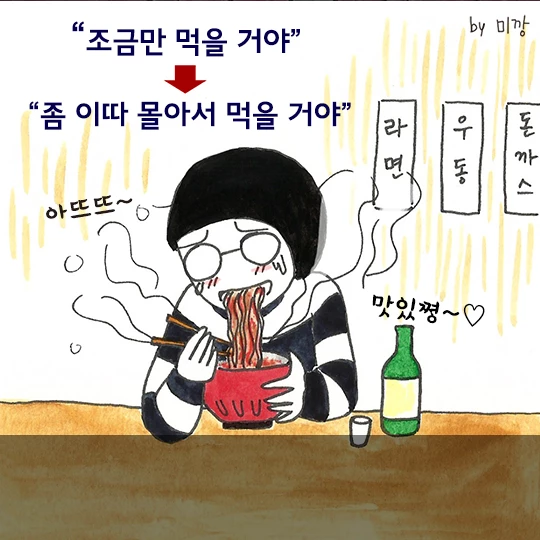 by 미깡
"조금만 먹을 거야"
"좀 이따 몰아서 먹을 거야"
라면
우동
돈까스
아뜨뜨~
맛있쪙~♡